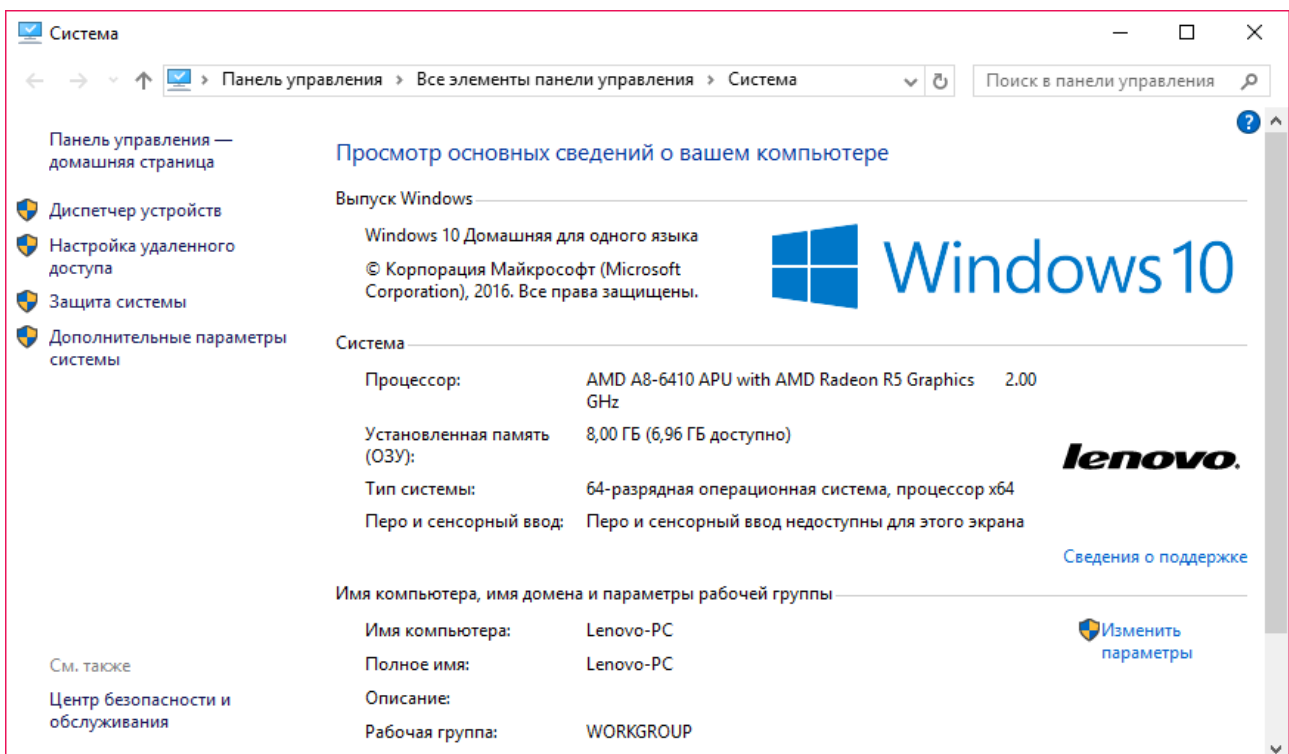 Система
Панель управления > Все элементы панели управления > Система
Поиск в панели управления
?
Панель управления —
домашняя страница
Диспетчер устройств
Настройка удаленного
доступа
Защита системы
Дополнительные параметры
системы
См. также
Центр безопасности и
обслуживания
Просмотр основных сведений о вашем компьютере
Выпуск Windows
Windows 10 Домашняя для одного языка
© Корпорация Майкрософт (Microsoft
Corporation), 2016. Все права защищены.
Windows 10
Система
Процессор: AMD A8-6410 APU with AMD Radeon R5 Graphics 2.00
GHz
Установленная память 8,00 ГБ (6,96 ГБ доступно)
(ОЗУ):
Тип системы: 64-разрядная операционная система, процессор x64
Перо и сенсорный ввод: Перо и сенсорный ввод недоступны для этого экрана
lenovo.
Сведения о поддержке
Имя компьютера, имя домена и параметры рабочей группы
Имя компьютера: Lenovo-PC
Полное имя: Lenovo-PC
Описание:
Рабочая группа: WORKGROUP
Изменить
параметры